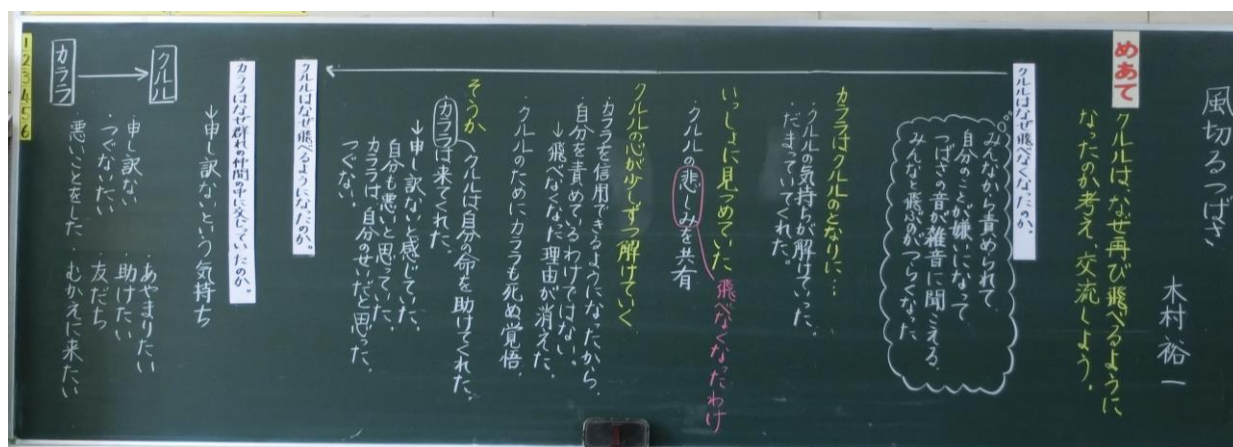 風切るつばさ
木村裕一
めあて
クルルは、なぜ再び飛べるように
なったのか考え、交流しよう。
クルルはなぜ飛べなくなったのか。
みんなから責められて
自分のことが嫌いになって
つばさの音が雑音に聞こえる
みんなと飛ぶのがつらくなった
カララはクルルのとなりに…
・クルルの気持ちが解けていった。
・だまっていてくれた。
いっしょに見つめていた
クルルの悲しみを共有
飛べなくなったわけ
クルルの心が少しずつ解けていく
・カララを信用できるようになったから。
・自分を責めているわけではない。
→飛べなくなった理由が消えた。
・クルルのためにカララも死ぬ覚悟。
そうか
クルルは自分の命を助けてくれた。
カララは来てくれた。
→申し訳ないと感じていた。
自分も悪いと思っていた。
カララは、自分のせいだと思った。
つぐない。
クルルはなぜ飛べるようになったのか。
カララはなぜ群れの仲間の中に交じっていたのか。
→申し訳ないという気持ち
クルル
・申し訳ない
・つぐないたい
・悪いことをした
・あやまりたい
・助けたい
・友だち
・むかえに来たい
カララ
1 2 3 4 5 6